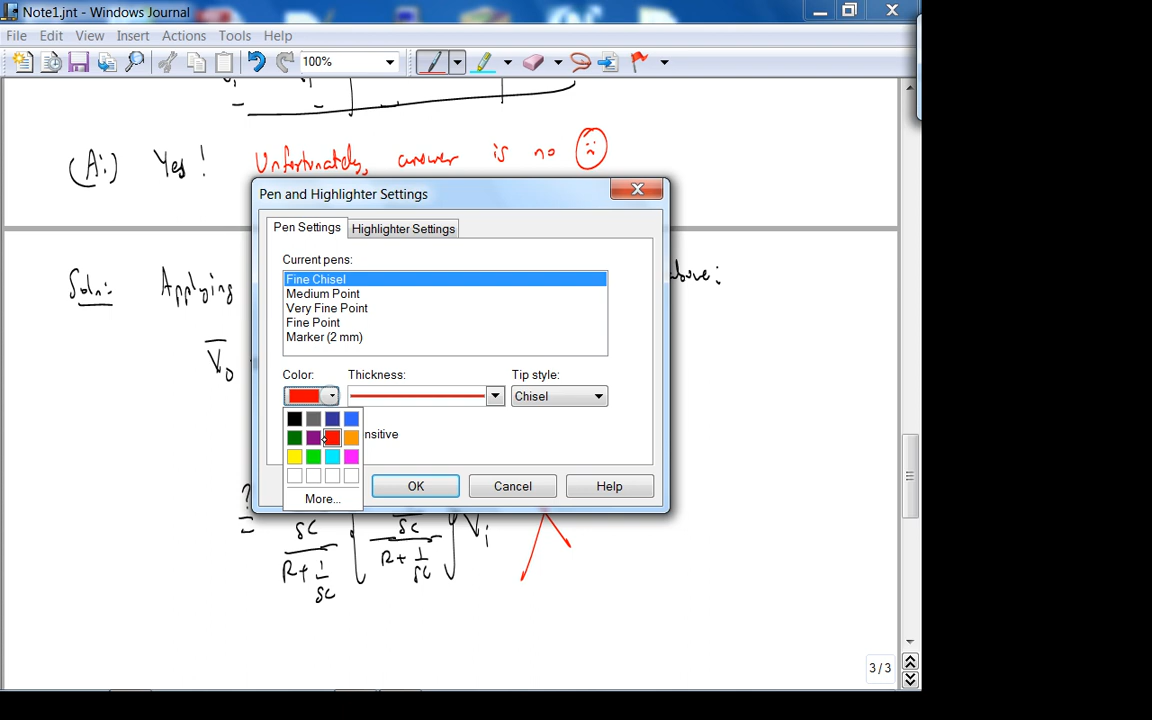 Note1.jnt - Windows Journal
File Edit View Insert Actions Tools Help
100%
(A:) Yes! Unfortunately, answer is no
Pen and Highlighter Settings
Pen Settings Highlighter Settings
Current pens:
Fine Chisel
Medium Point
Very Fine Point
Fine Point
Marker (2 mm)
Color: Thickness: Tip style:
Chisel
nsitive
More...
OK Cancel Help
Soln: Applying above:
V0
?
=
SC
R+ 1
SC
SC
R+ 1
SC
Vi
3 / 3